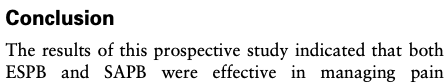 Conclusion
The results of this prospective study indicated that both
ESPB and SAPB were effective in managing pain